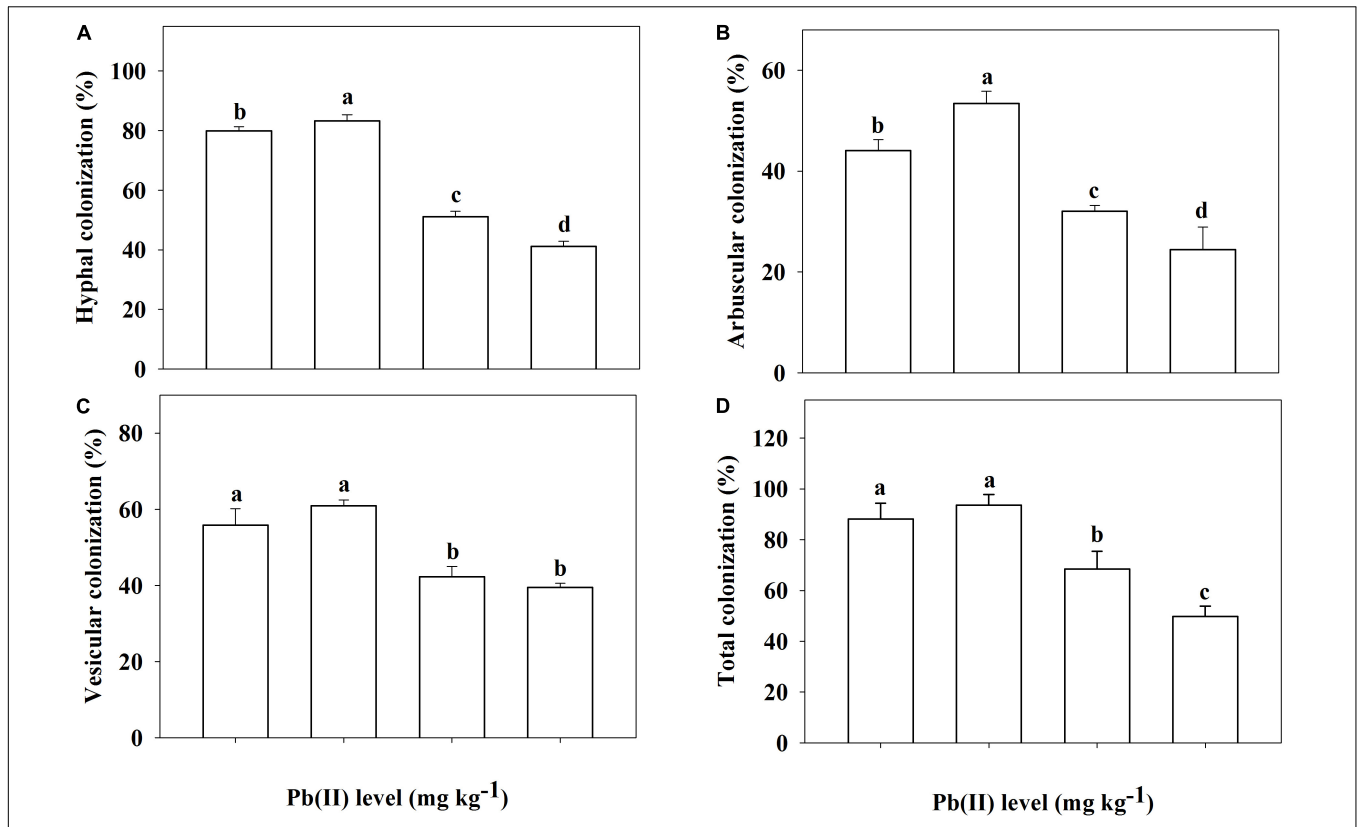 A
Hyphal colonization (%)
100
80
60
40
20
0
b
a
c
d
B
Arbuscular colonization (%)
60
40
20
0
b
a
c
d
C
Vesicular colonization (%)
80
60
40
20
0
a
a
b
b
Pb(II) level (mg kg-1)
D
Total colonization (%)
120
100
80
60
40
20
0
a
a
b
c
Pb(II) level (mg kg-1)